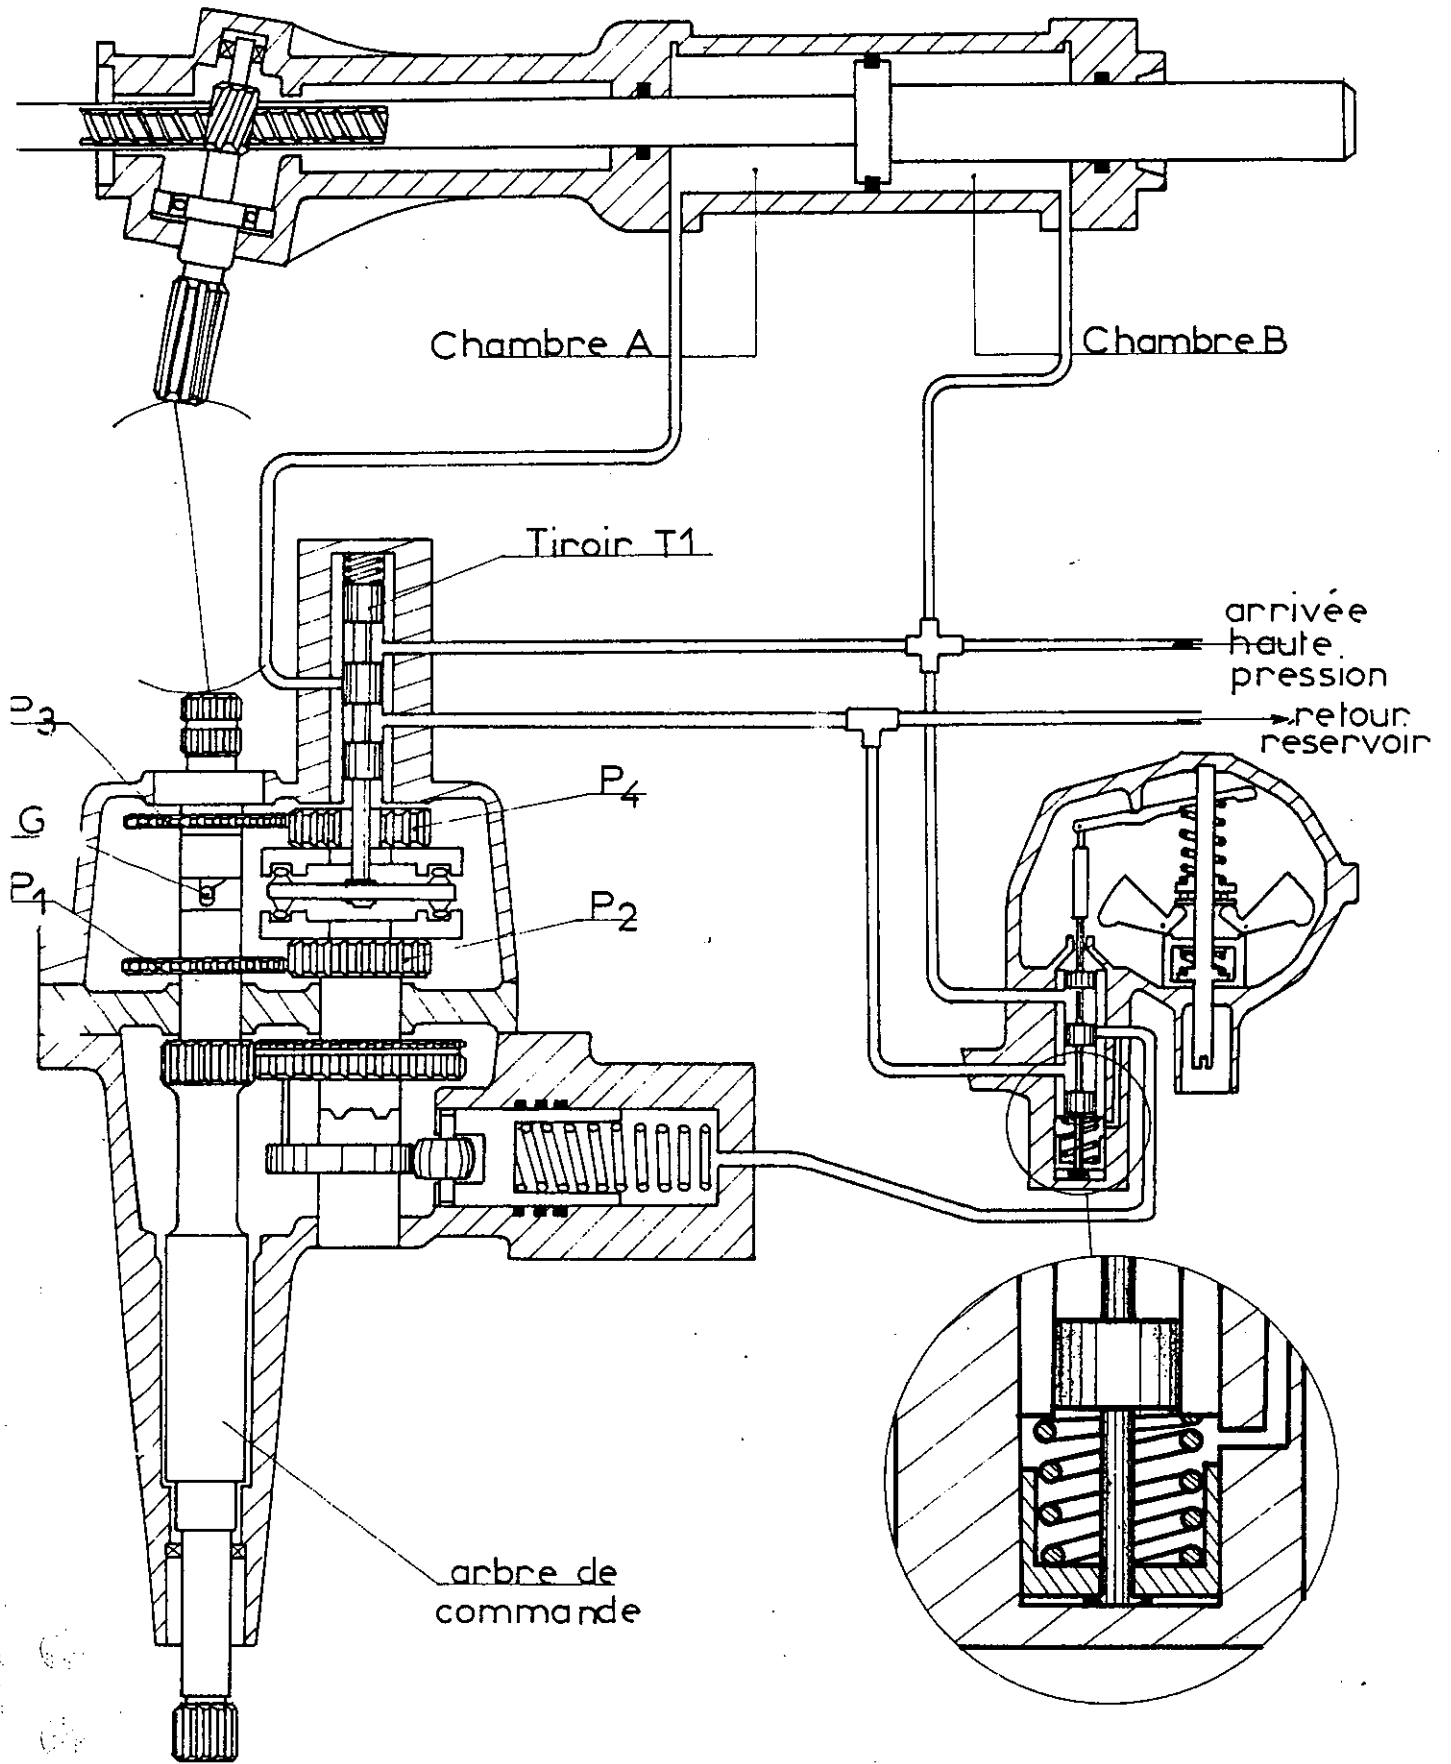 Chambre A
Chambre B
Tiroir T1
arrivée
haute
pression
retour
reservoir
P3
P4
G
P1
P2
arbre de
commande